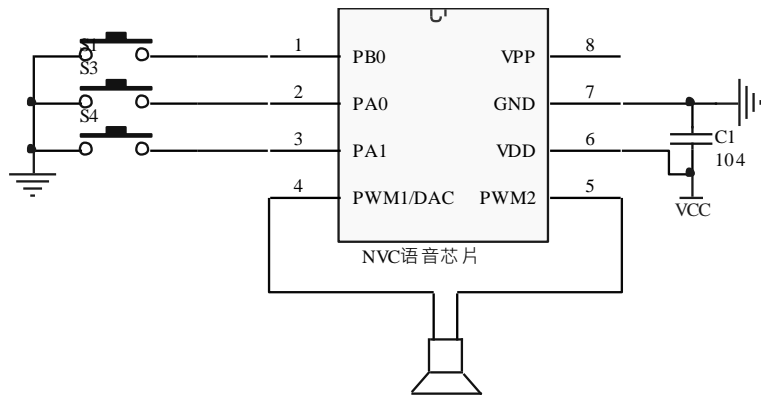 S1
1
PB0
VPP
8
S3
2
PA0
GND
7
S4
3
PA1
VDD
6
C1
104
4
PWM1/DAC
PWM2
5
VCC
NVC语音芯片